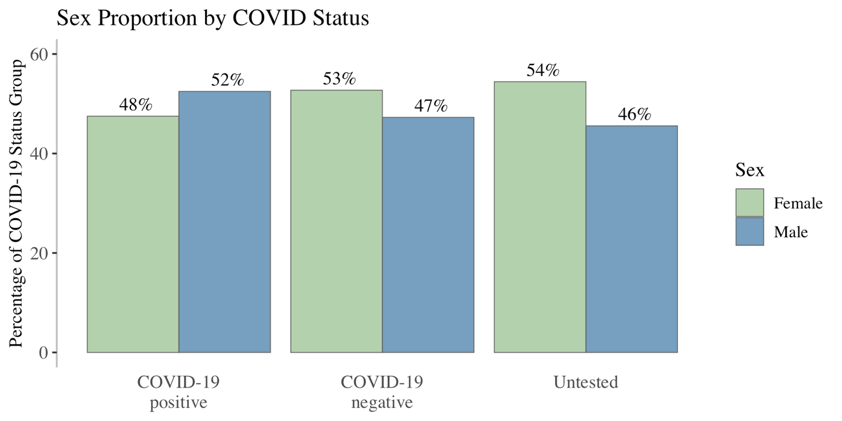 Sex Proportion by COVID Status
Percentage of COVID-19 Status Group
60
40
20
0
48%
52%
53%
47%
54%
46%
COVID-19
positive
COVID-19
negative
Untested
Sex
Female
Male